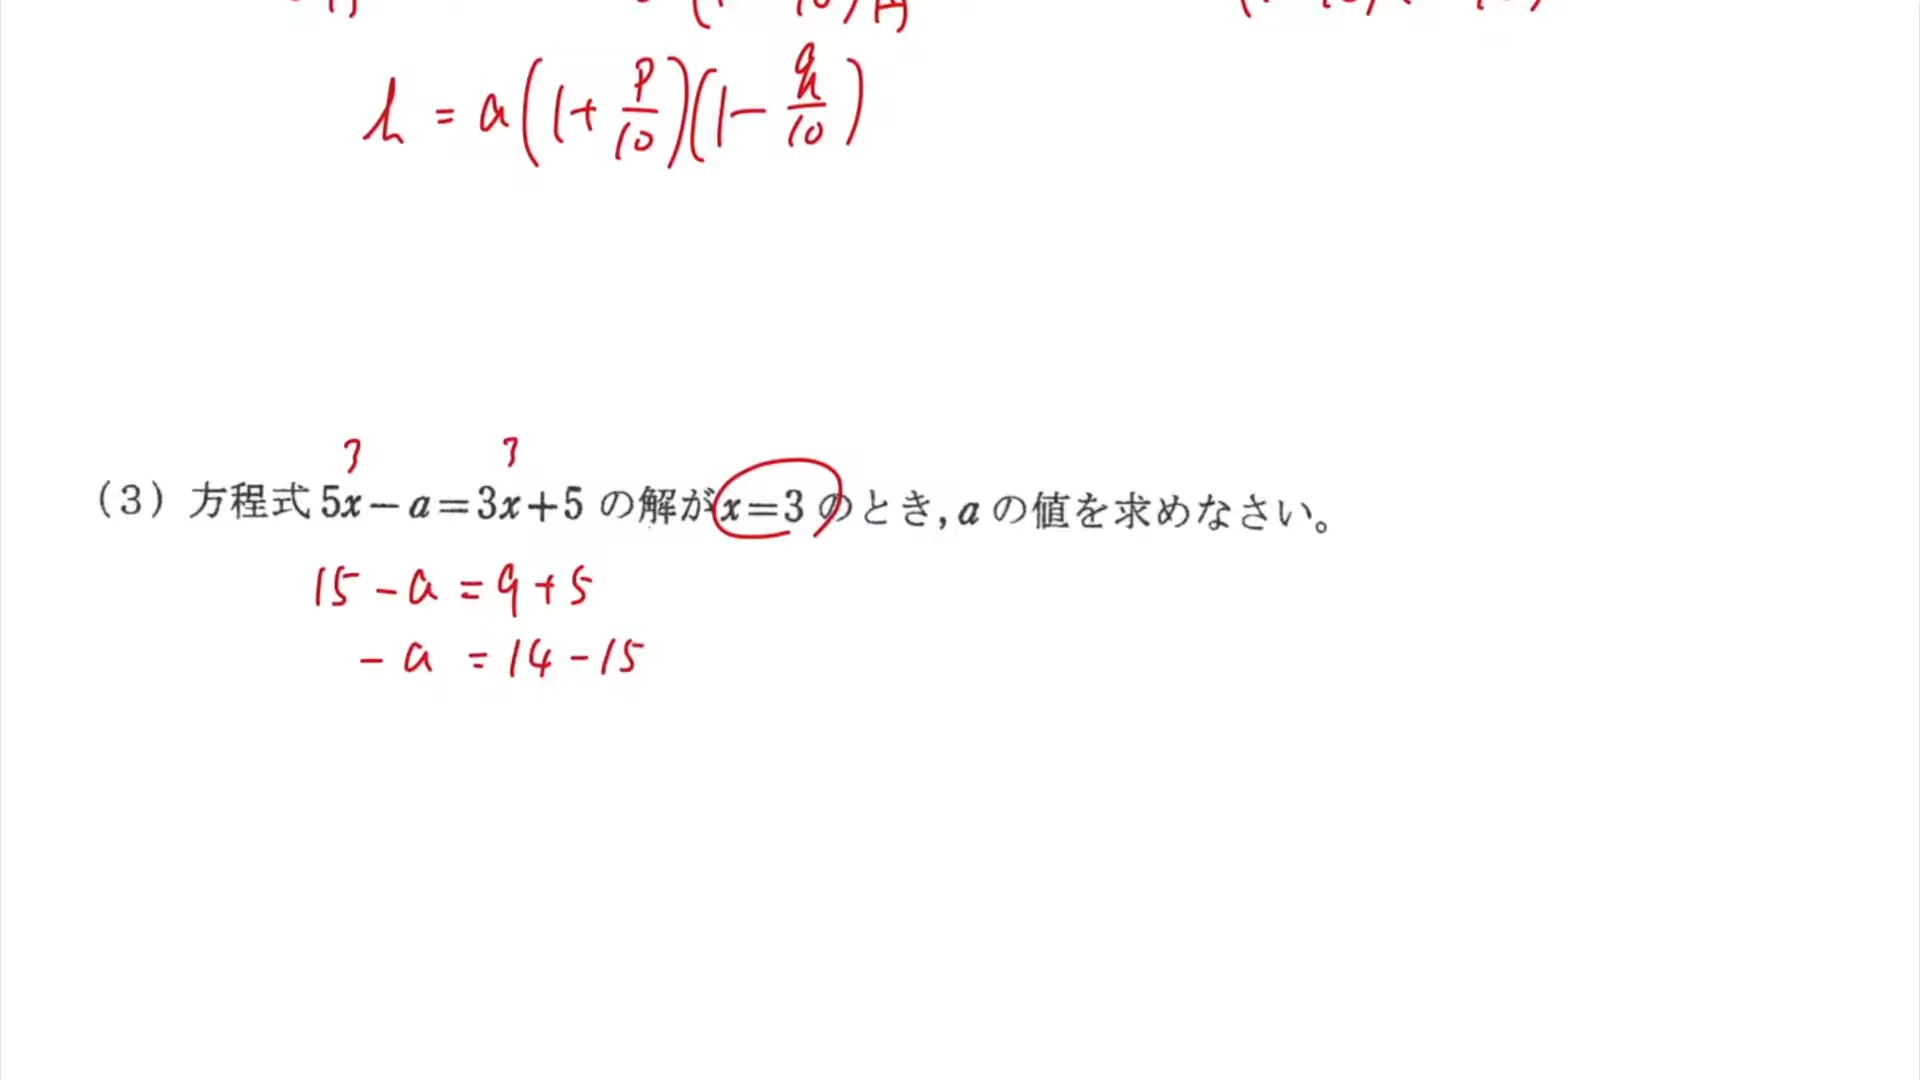 h = a(1+p/10)(1-q/10)
3 3
(3) 方程式 5x-a=3x+5 の解が x=3 のとき, a の値を求めなさい。
15-a=9+5
-a=14-15